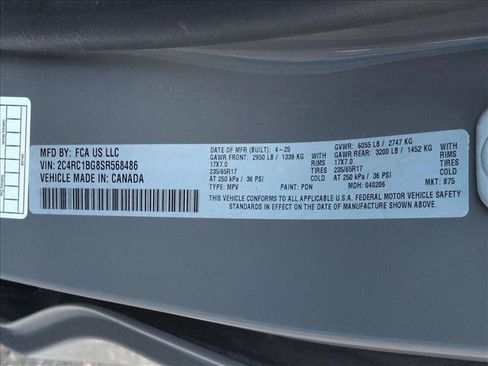 MFD BY: FCA US LLC
VIN: 2C4RC1BG8SR568486
VEHICLE MADE IN: CANADA
DATE OF MFR (BUILT): 4-25 GVWR: 6055 LB / 2747 KG
GAWR FRONT: 2950 LB / 1339 KG WITH GAWR REAR: 3200 LB / 1452 KG WITH
17X7.0 RIMS 17X7.0 RIMS
235/65R17 TIRES 235/65R17 TIRES
AT 250 kPa / 36 PSI COLD AT 250 kPa / 36 PSI COLD
TYPE: MPV PAINT: PDN MDH: 040206 MKT: 875
THIS VEHICLE CONFORMS TO ALL APPLICABLE U.S.A. FEDERAL MOTOR VEHICLE SAFETY
STANDARDS IN EFFECT ON THE DATE OF MANUFACTURE SHOWN ABOVE.